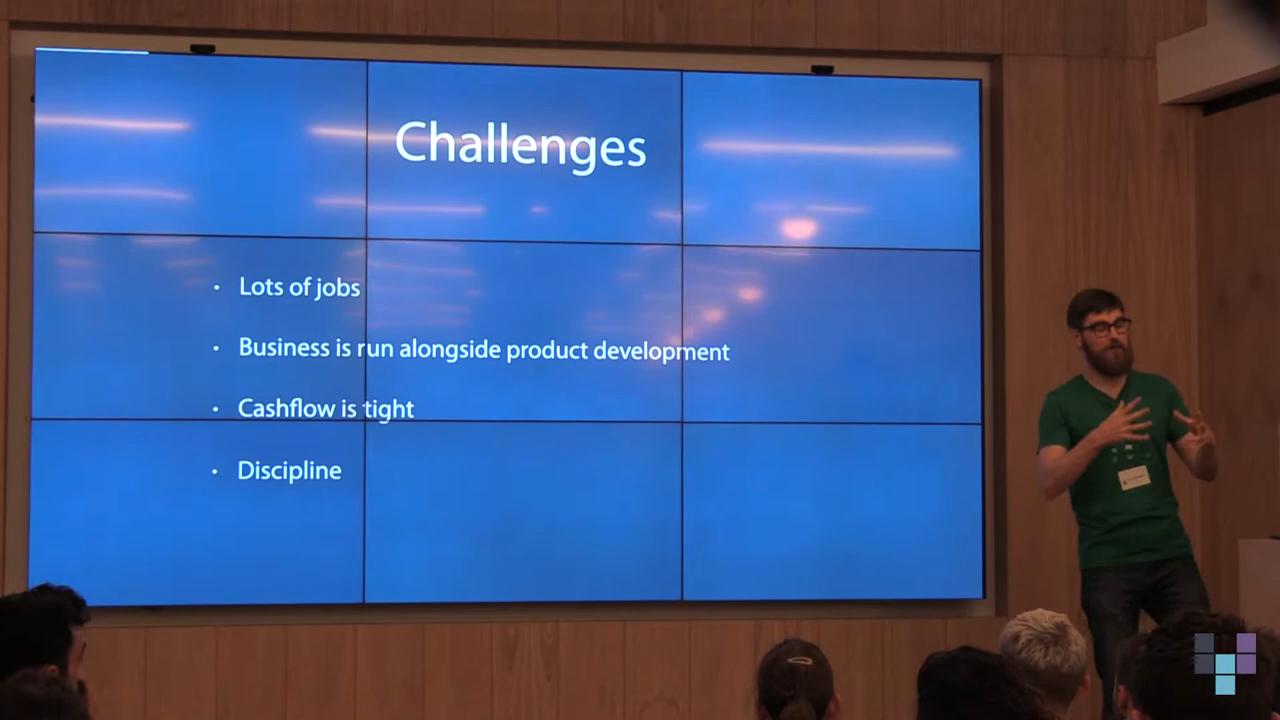 Challenges
• Lots of jobs
• Business is run alongside product development
• Cashflow is tight
• Discipline